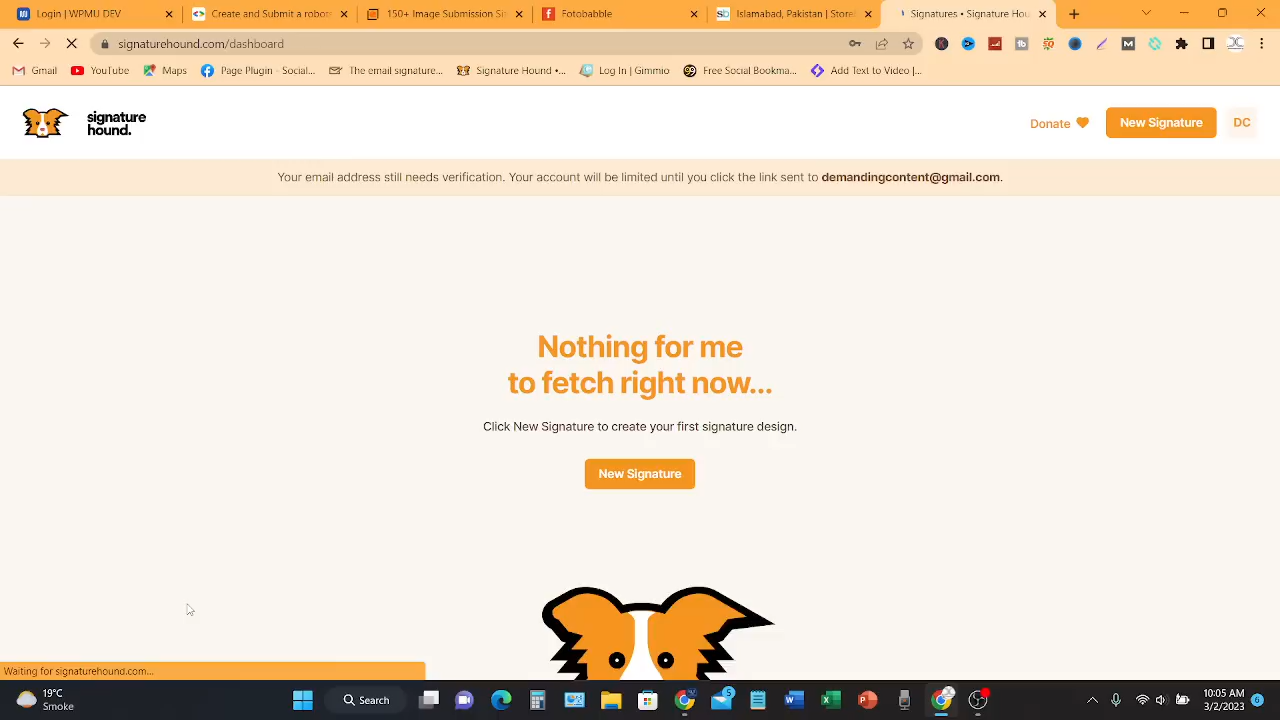 Login | WPMU DEV
Create and Submit a robots
150+ Image Submission Sit
Fotobabble
Islamabad, Pakistan | Stores
Signatures • Signature Hou
signaturehound.com/dashboard
Gmail
YouTube
Maps
Page Plugin - Social...
The email signature...
Signature Hound •...
Log In | Gimmio
Free Social Bookma...
Add Text to Video |...
signature
hound.
Donate
New Signature
DC
Your email address still needs verification. Your account will be limited until you click the link sent to demandingcontent@gmail.com.
Nothing for me
to fetch right now...
Click New Signature to create your first signature design.
New Signature
Waiting for signaturehound.com...
19°C
Smoke
Search
5
10:05 AM
3/2/2023
6